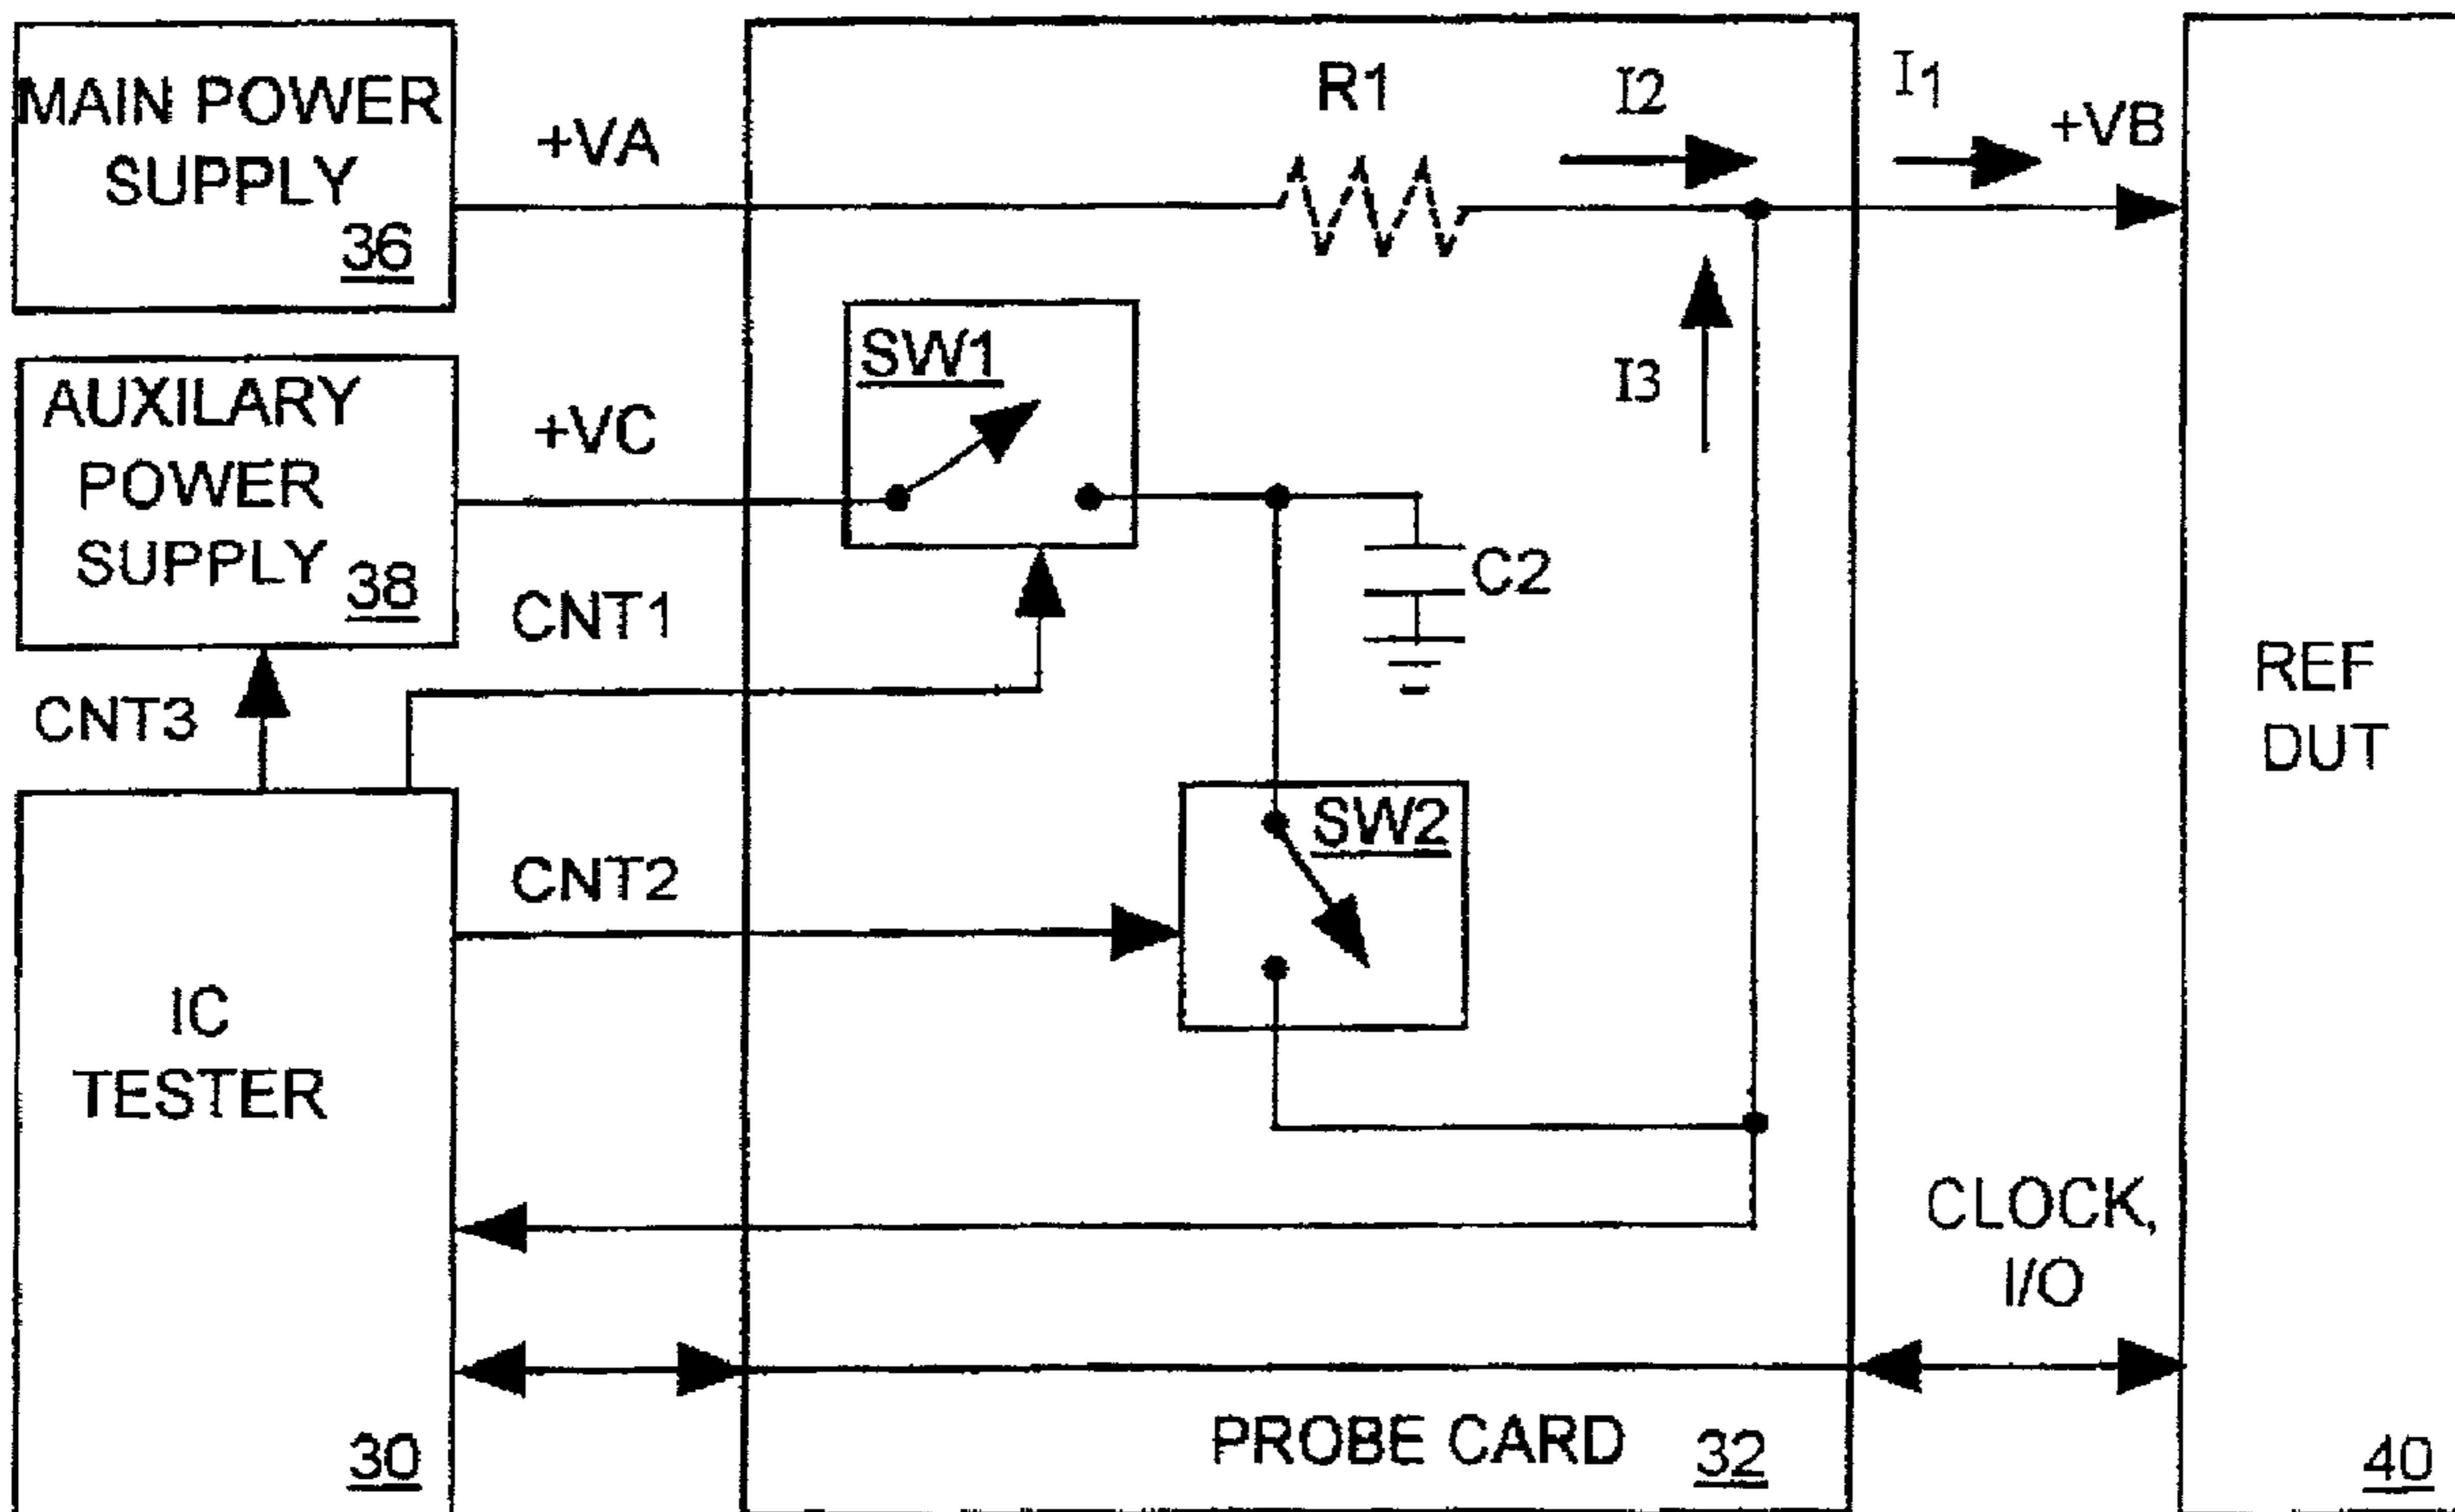 MAIN POWER
SUPPLY
36
+VA
R1
I2
I1
+VB
AUXILARY
POWER
SUPPLY
38
+VC
SW1
I3
C2
CNT1
CNT3
REF
DUT
SW2
CNT2
IC
TESTER
CLOCK,
I/O
30
PROBE CARD
32
40